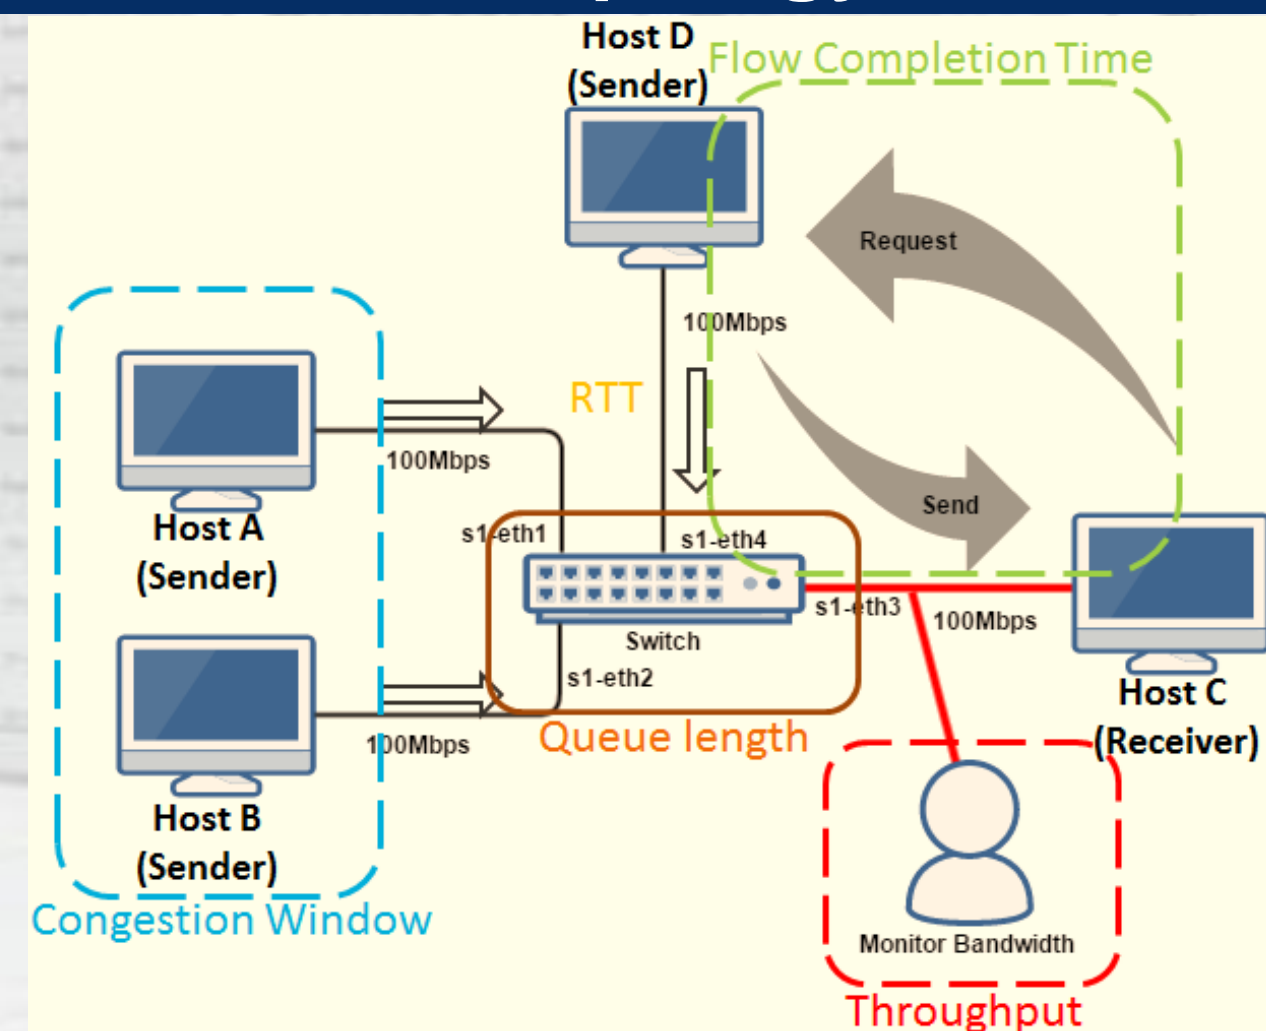 Host D
(Sender)
Flow Completion Time
Request
100Mbps
RTT
100Mbps
Send
Host A
(Sender)
s1-eth1
s1-eth4
s1-eth3
100Mbps
Switch
s1-eth2
Host C
(Receiver)
100Mbps
Queue length
Host B
(Sender)
Congestion Window
Monitor Bandwidth
Throughput